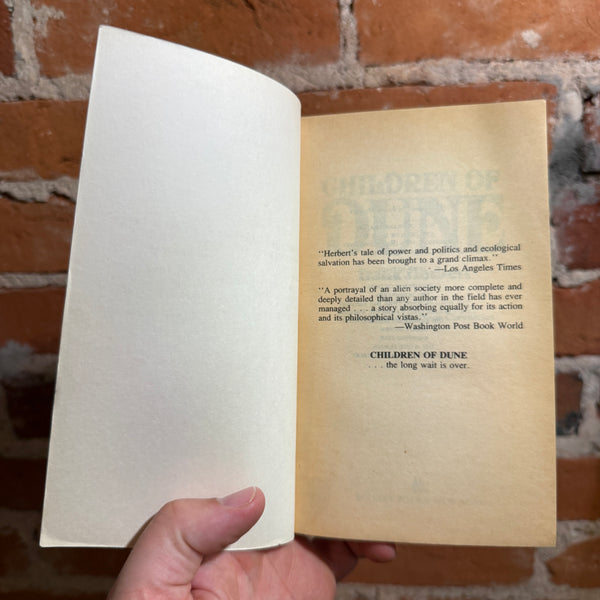 CHILDREN OF
DUNE
"Herbert's tale of power and politics and ecological
salvation has been brought to a grand climax."
—Los Angeles Times
"A portrayal of an alien society more complete and
deeply detailed than any author in the field has ever
managed . . . a story absorbing equally for its action
and its philosophical vistas."
—Washington Post Book World
CHILDREN OF DUNE
. . . the long wait is over.